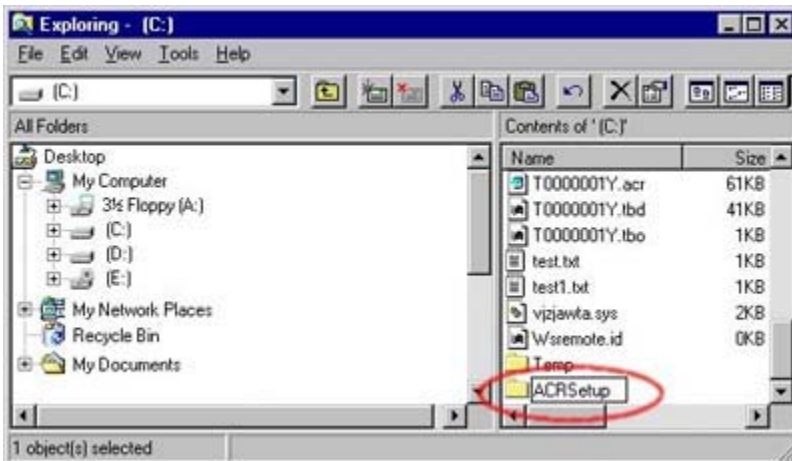 Exploring - (C:)
File Edit View Tools Help
(C:)
All Folders
Contents of '(C:)'
Desktop
My Computer
3½ Floppy (A:)
(C:)
(D:)
(E:)
My Network Places
Recycle Bin
My Documents
Name Size
T0000001Y.acr 61KB
T0000001Y.tbd 41KB
T0000001Y.tbo 1KB
test.txt 1KB
test1.txt 1KB
vjzjawta.sys 2KB
Wsremote.id 0KB
Temp
ACRSetup
1 object(s) selected